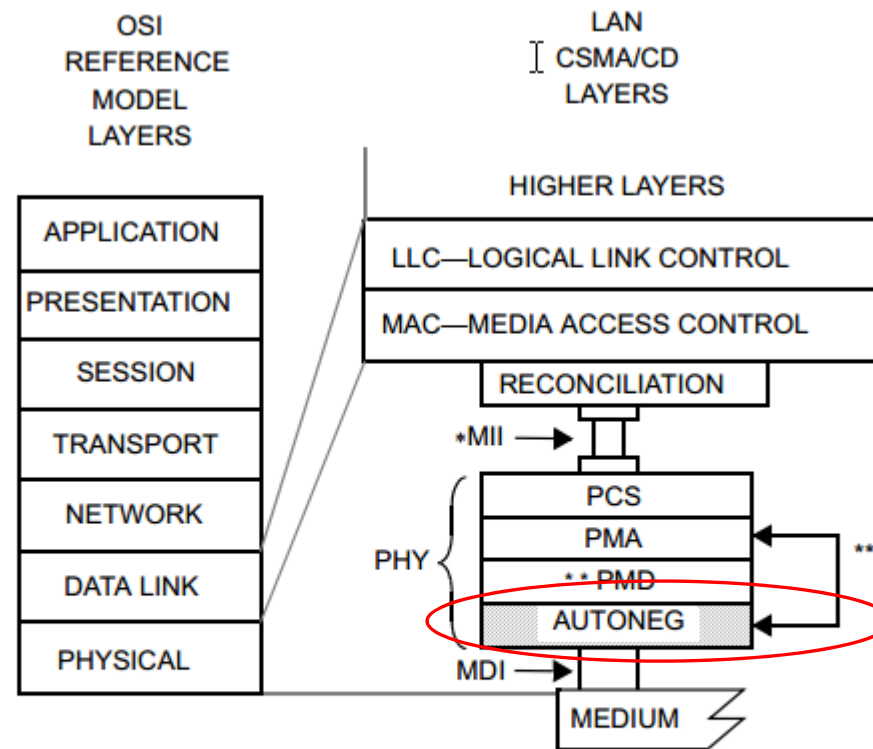 OSI
REFERENCE
MODEL
LAYERS
LAN
CSMA/CD
LAYERS
HIGHER LAYERS
APPLICATION
PRESENTATION
SESSION
TRANSPORT
NETWORK
DATA LINK
PHYSICAL
LLC—LOGICAL LINK CONTROL
MAC—MEDIA ACCESS CONTROL
RECONCILIATION
*MII
PHY
PCS
PMA
**
* * PMD
AUTONEG
MDI
MEDIUM